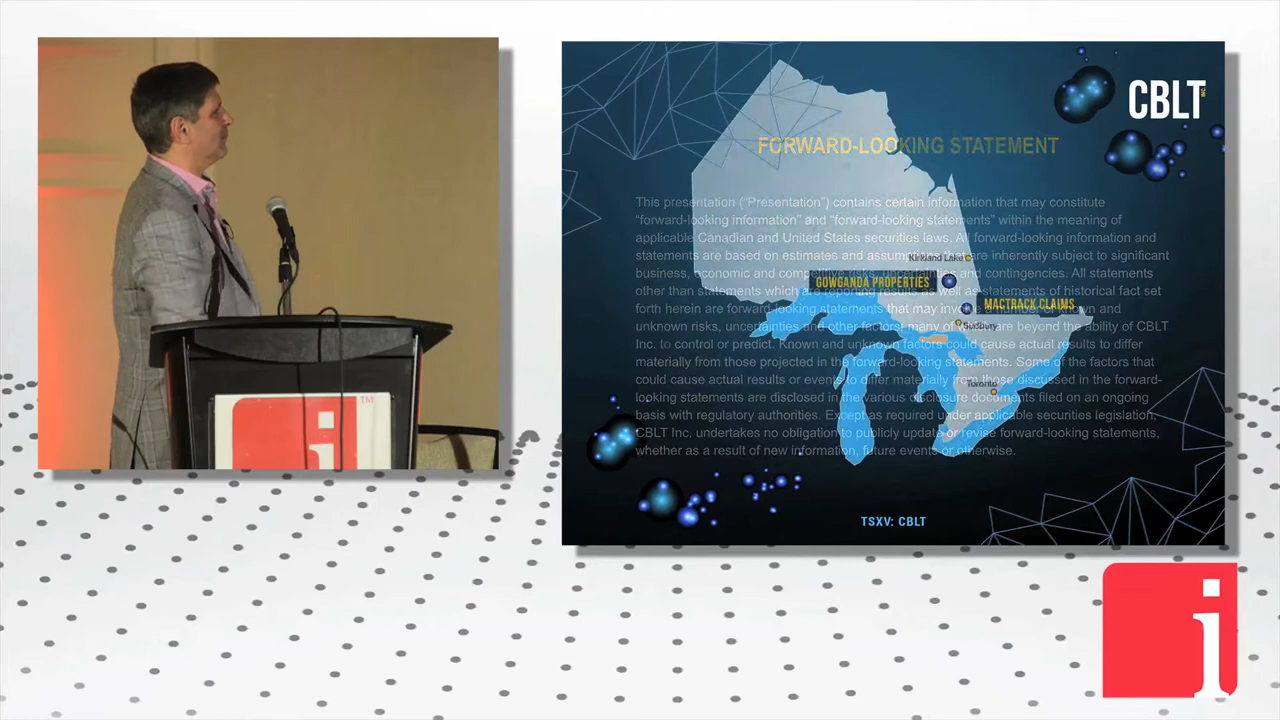 CBLT INC
FORWARD-LOOKING STATEMENT
This presentation ("Presentation") contains certain information that may constitute
"forward-looking information" and "forward-looking statements" within the meaning of
applicable Canadian and United States securities laws. All forward-looking information and
statements are based on estimates and assumptions that are inherently subject to significant
Kirkland Lake
business, economic and competitive risks, uncertainties and contingencies. All statements
GOWGANDA PROPERTIES
other than statements which are reporting results as well as statements of historical fact set
MACTRACK CLAIMS
forth herein are forward-looking statements that may involve a number of known and
unknown risks, uncertainties and other factors, many of which are beyond the ability of CBLT
Sudbury
Inc. to control or predict. Known and unknown factors could cause actual results to differ
materially from those projected in the forward-looking statements. Some of the factors that
could cause actual results or events to differ materially from those discussed in the forward-
Toronto
looking statements are disclosed in the various disclosure documents filed on an ongoing
basis with regulatory authorities. Except as required under applicable securities legislation,
CBLT Inc. undertakes no obligation to publicly update or revise forward-looking statements,
whether as a result of new information, future events or otherwise.
TSXV: CBLT
i TM
i